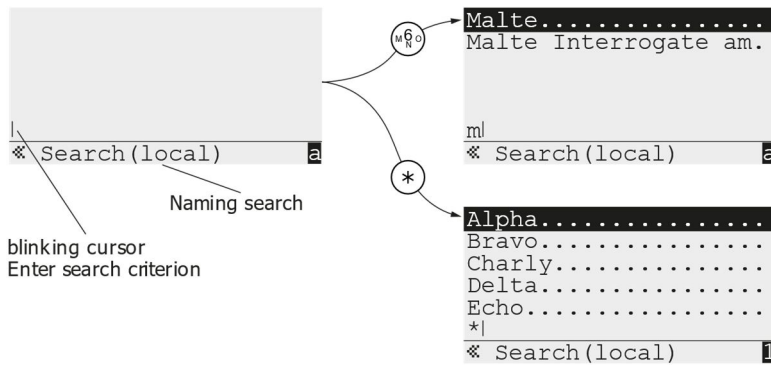 |
« Search(local) a
Naming search
blinking cursor
Enter search criterion
M 6 O
N
*
Malte................
Malte Interrogate am.
m|
« Search(local) a
Alpha................
Bravo................
Charly...............
Delta................
Echo.................
*|
« Search(local) 1